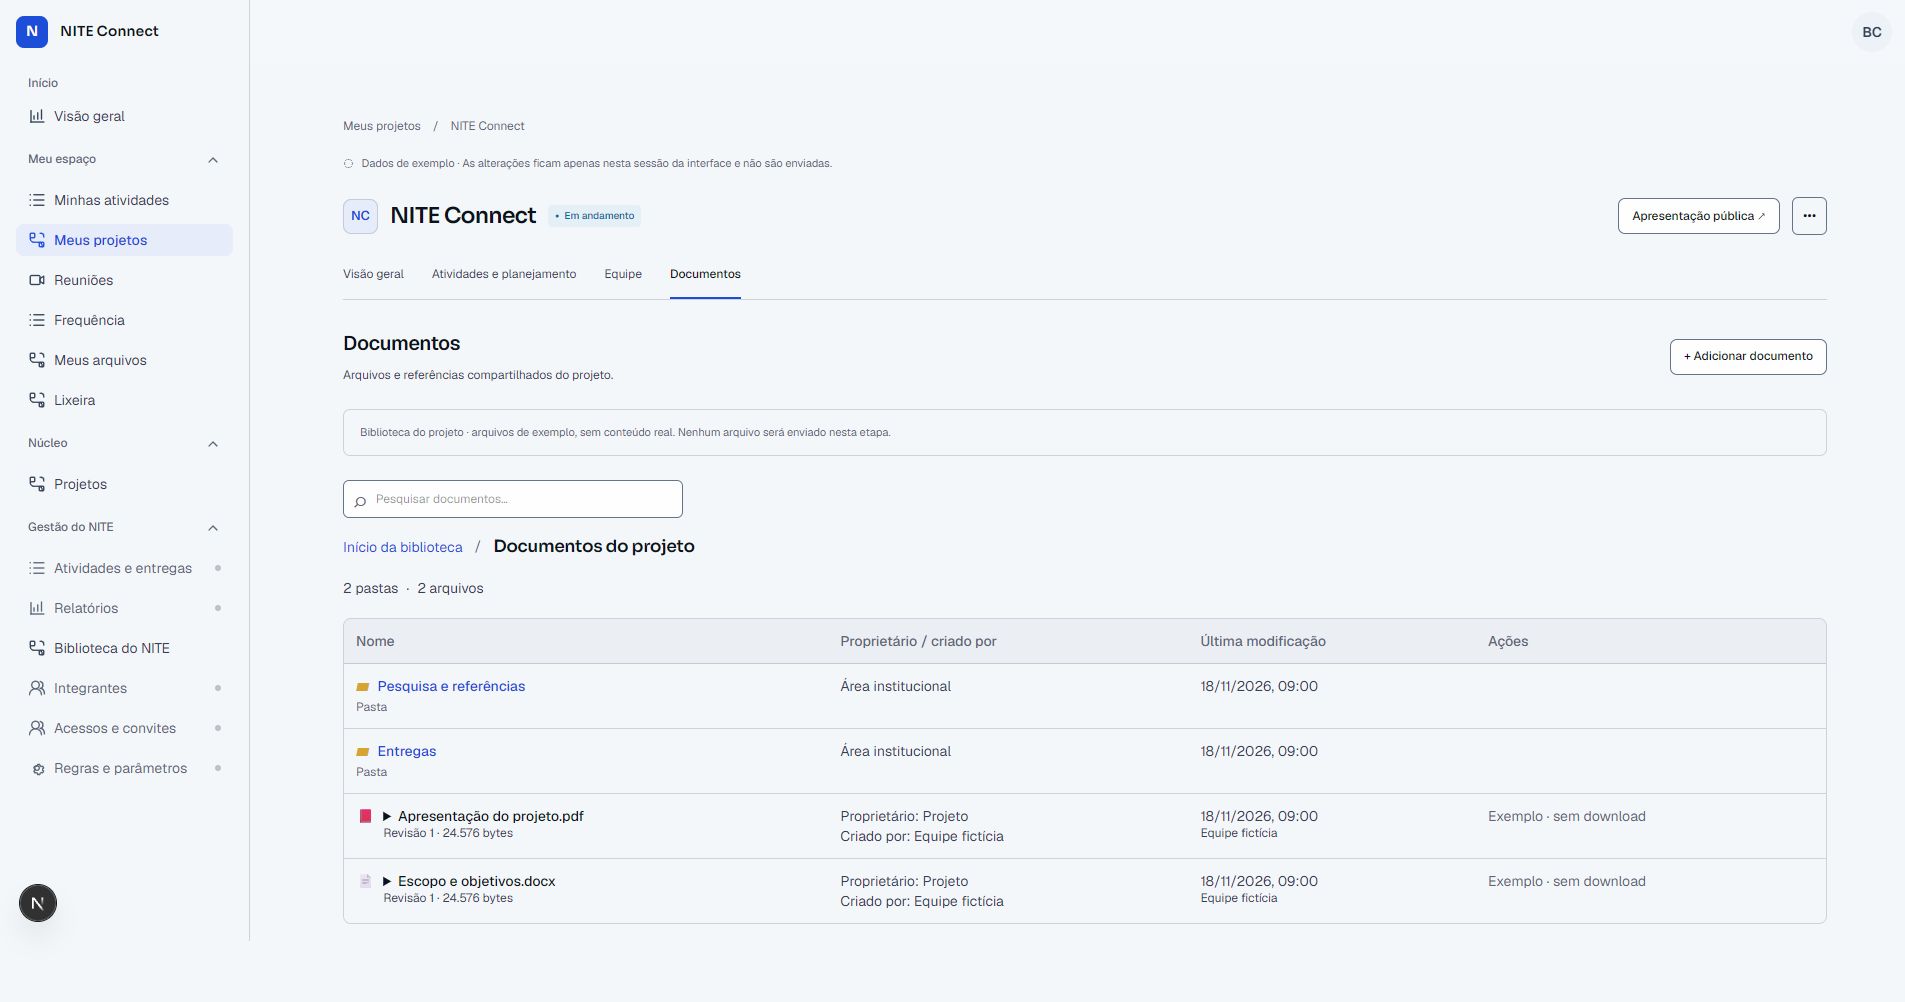 N NITE Connect
BC
Início
Visão geral
Meu espaço
Minhas atividades
Meus projetos
Reuniões
Frequência
Meus arquivos
Lixeira
Núcleo
Projetos
Gestão do NITE
Atividades e entregas
Relatórios
Biblioteca do NITE
Integrantes
Acessos e convites
Regras e parâmetros
N
Meus projetos / NITE Connect
Dados de exemplo · As alterações ficam apenas nesta sessão da interface e não são enviadas.
NC NITE Connect • Em andamento
Apresentação pública ↗ •••
Visão geral Atividades e planejamento Equipe Documentos
Documentos
+ Adicionar documento
Arquivos e referências compartilhados do projeto.
Biblioteca do projeto · arquivos de exemplo, sem conteúdo real. Nenhum arquivo será enviado nesta etapa.
Pesquisar documentos...
Início da biblioteca / Documentos do projeto
2 pastas · 2 arquivos
Nome Proprietário / criado por Última modificação Ações
Pesquisa e referências Área institucional 18/11/2026, 09:00
Pasta
Entregas Área institucional 18/11/2026, 09:00
Pasta
▶ Apresentação do projeto.pdf Proprietário: Projeto 18/11/2026, 09:00 Exemplo · sem download
Revisão 1 · 24.576 bytes Criado por: Equipe fictícia Equipe fictícia
▶ Escopo e objetivos.docx Proprietário: Projeto 18/11/2026, 09:00 Exemplo · sem download
Revisão 1 · 24.576 bytes Criado por: Equipe fictícia Equipe fictícia